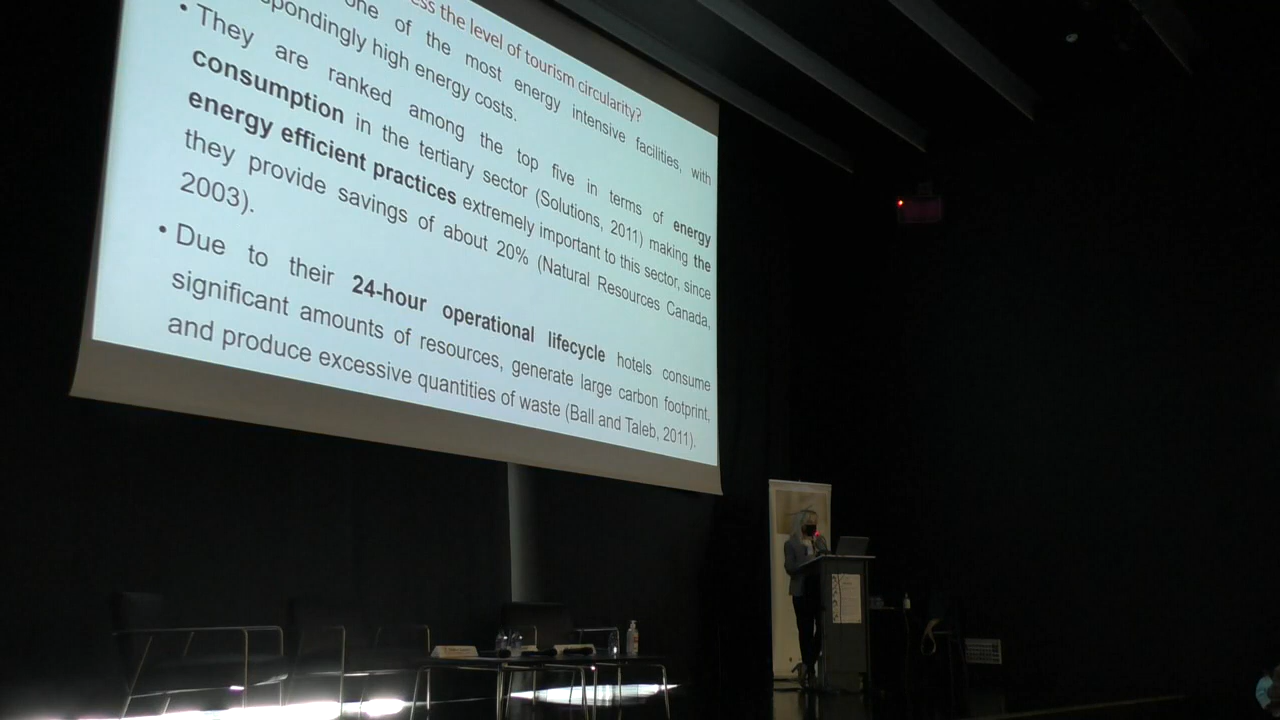 the level of tourism circularity?
of the most energy intensive facilities, with
high energy costs.
• They are ranked among the top five in terms of energy
consumption in the tertiary sector (Solutions, 2011) making the
energy efficient practices extremely important to this sector, since
they provide savings of about 20% (Natural Resources Canada,
2003).
• Due to their 24-hour operational lifecycle hotels consume
significant amounts of resources, generate large carbon footprint,
and produce excessive quantities of waste (Ball and Taleb, 2011).